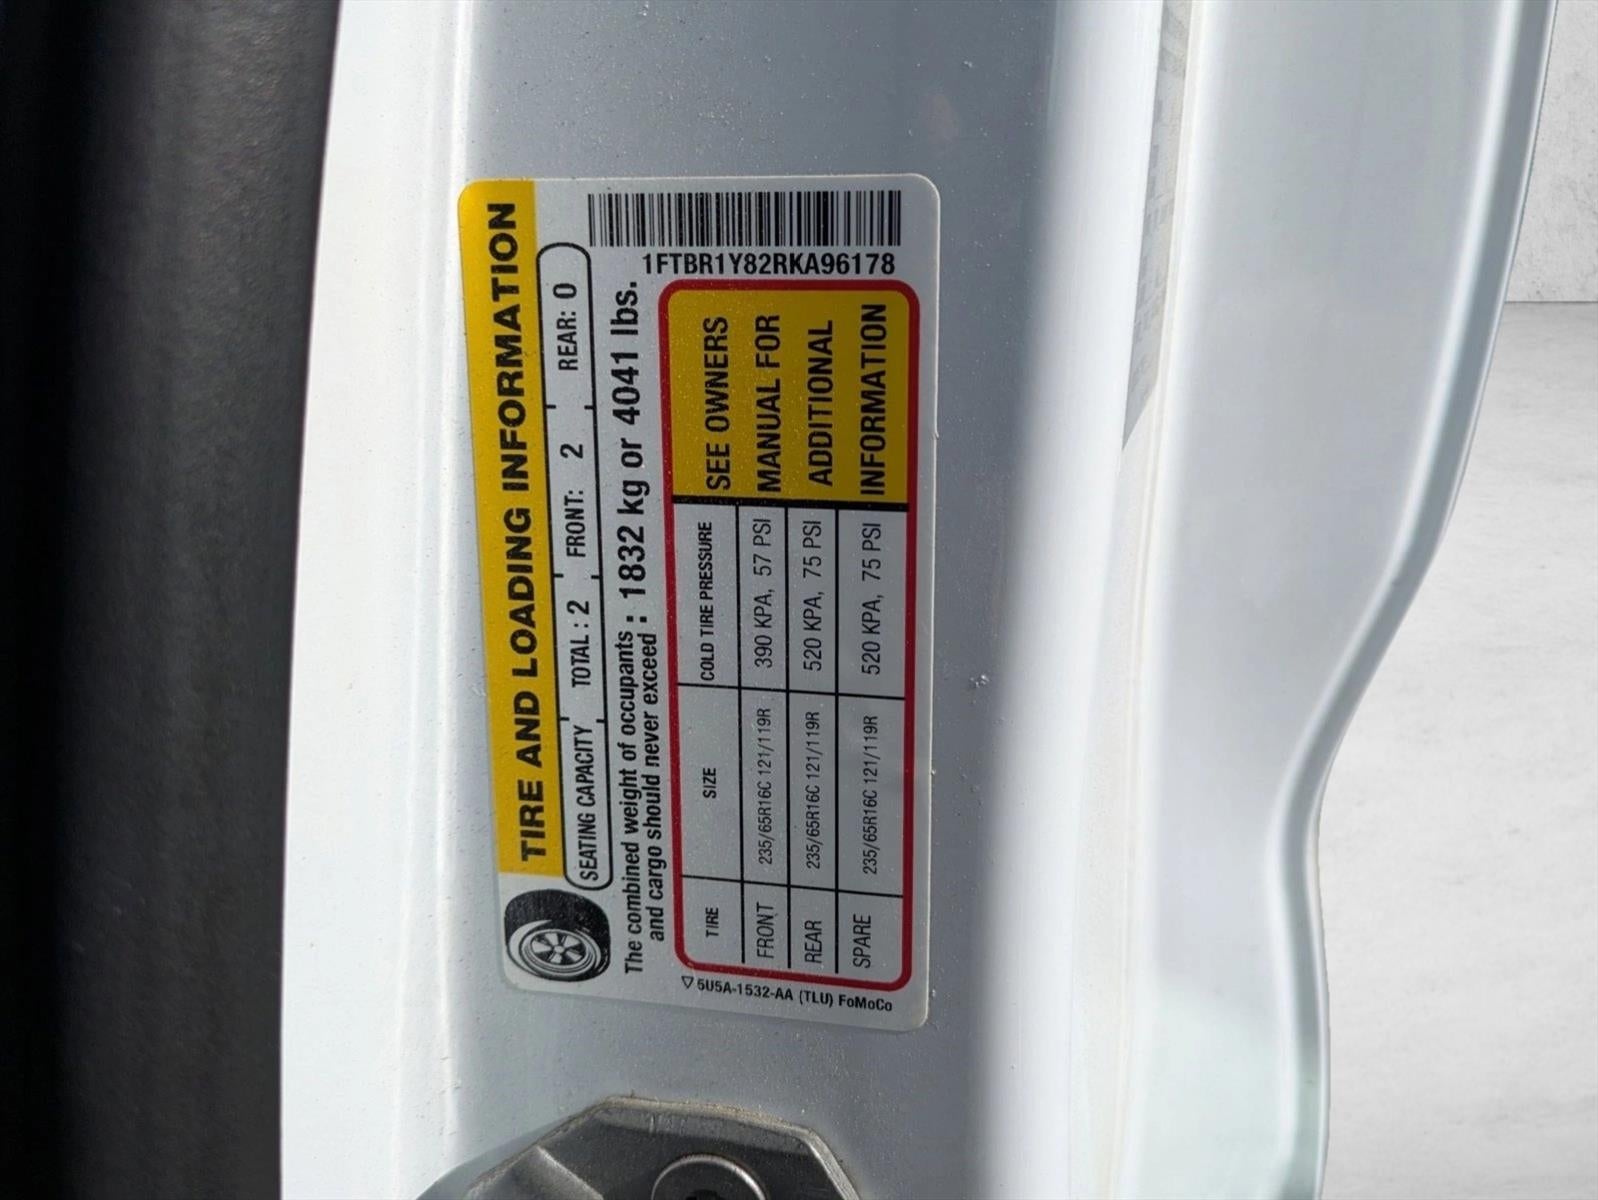 TIRE AND LOADING INFORMATION
SEATING CAPACITY TOTAL : 2 FRONT: 2 REAR: 0
The combined weight of occupants
and cargo should never exceed : 1832 kg or 4041 lbs.
1FTBR1Y82RKA96178
TIRE SIZE COLD TIRE PRESSURE
FRONT 235/65R16C 121/119R 390 KPA, 57 PSI
REAR 235/65R16C 121/119R 520 KPA, 75 PSI
SPARE 235/65R16C 121/119R 520 KPA, 75 PSI
SEE OWNERS
MANUAL FOR
ADDITIONAL
INFORMATION
5U5A-1532-AA (TLU) FoMoCo